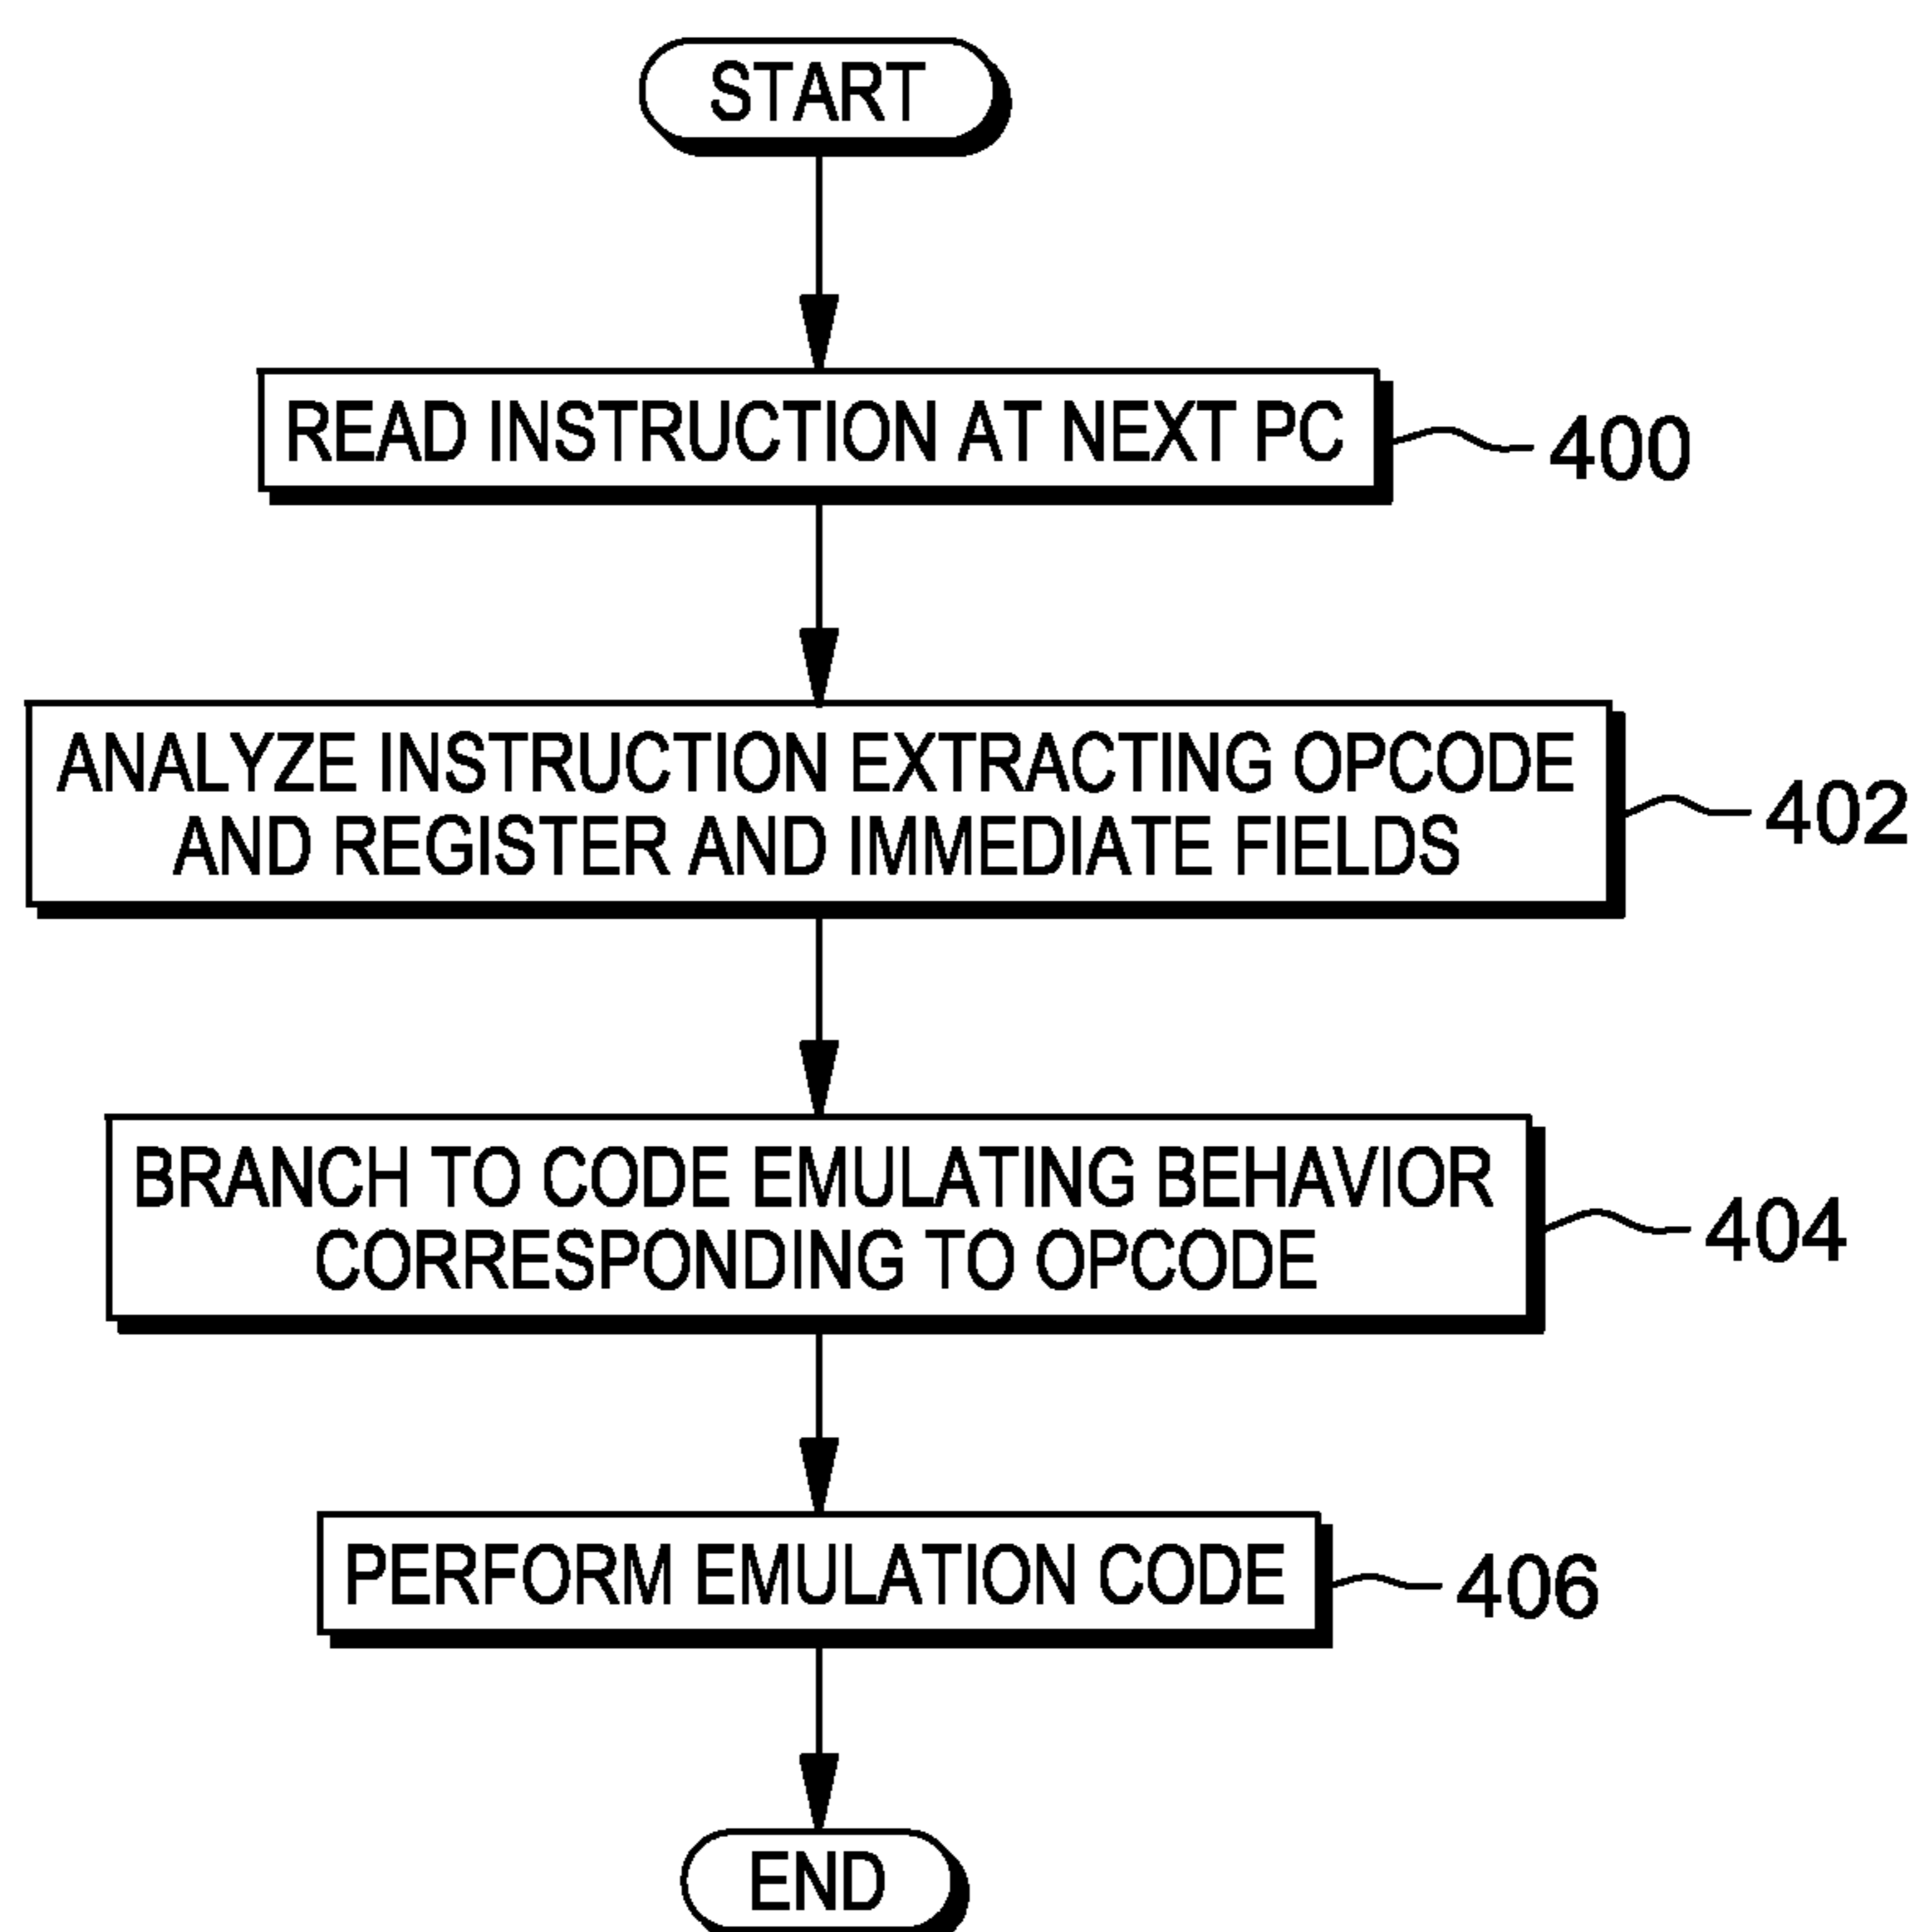 START
READ INSTRUCTION AT NEXT PC
400
ANALYZE INSTRUCTION EXTRACTING OPCODE
AND REGISTER AND IMMEDIATE FIELDS
402
BRANCH TO CODE EMULATING BEHAVIOR
CORRESPONDING TO OPCODE
404
PERFORM EMULATION CODE
406
END